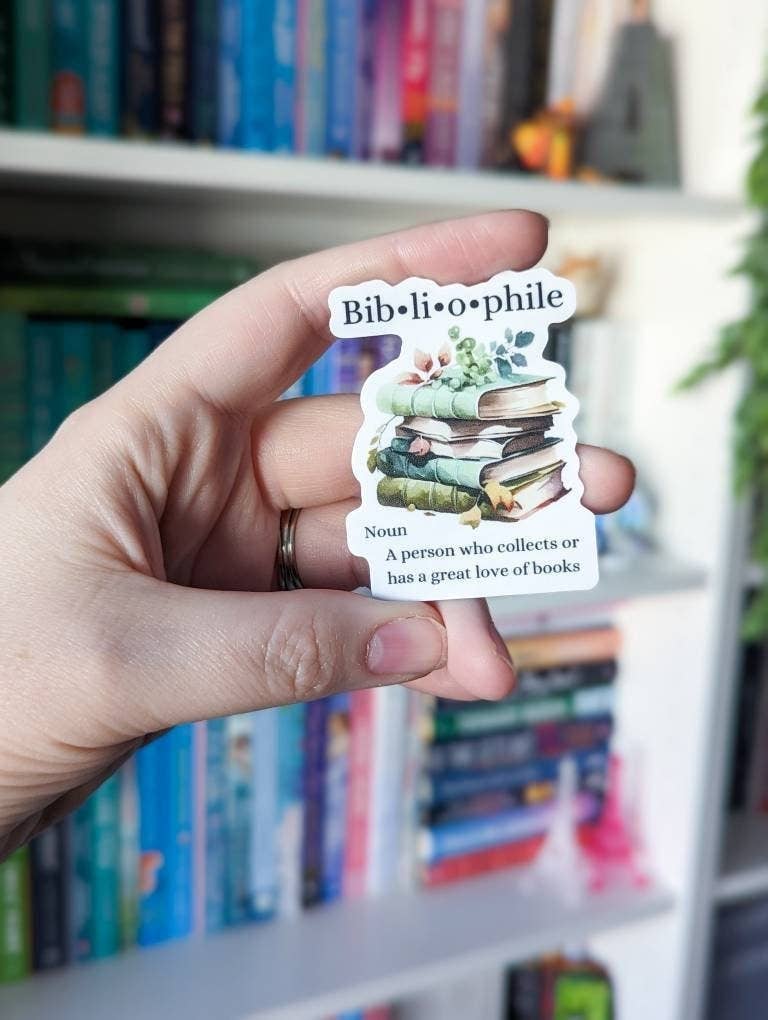 Bib•li•o•phile
Noun
A person who collects or
has a great love of books